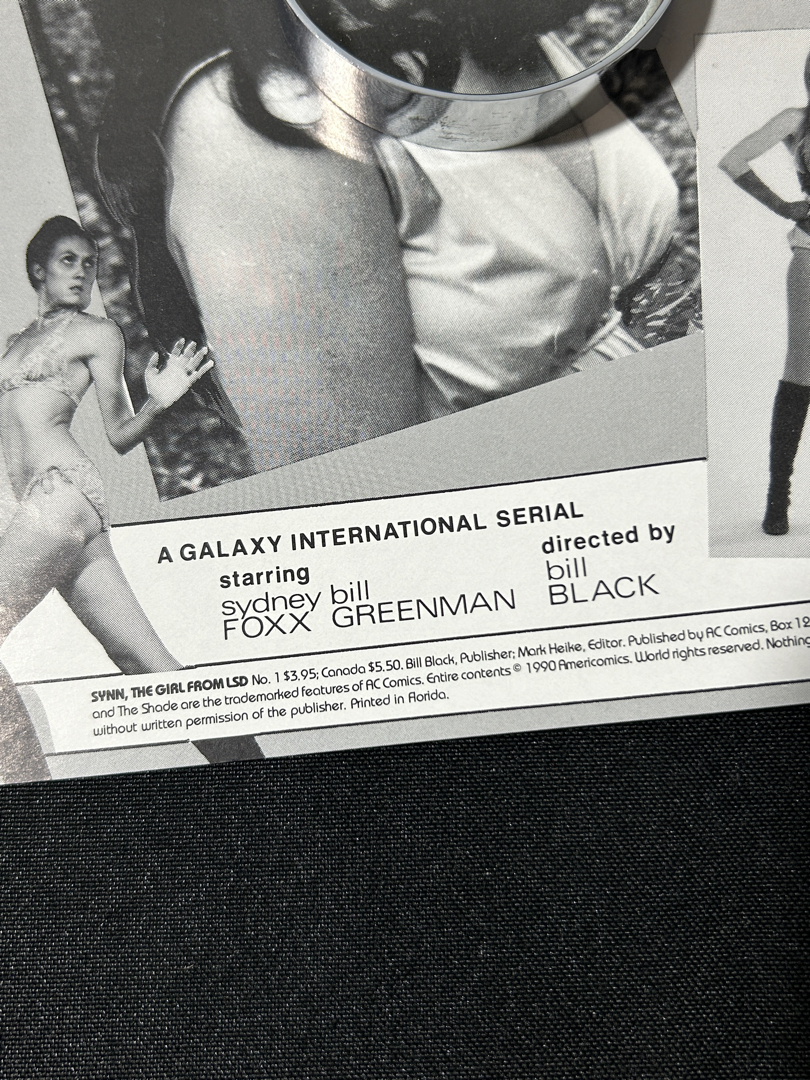 A GALAXY INTERNATIONAL SERIAL
starring
sydney bill
FOXX GREENMAN
directed by
bill
BLACK
SYNN, THE GIRL FROM LSD No. 1 $3.95; Canada $5.50. Bill Black, Publisher; Mark Heike, Editor. Published by AC Comics, Box 12
and The Shade are the trademarked features of AC Comics. Entire contents © 1990 Americomics. World rights reserved. Nothing
without written permission of the publisher. Printed in Florida.